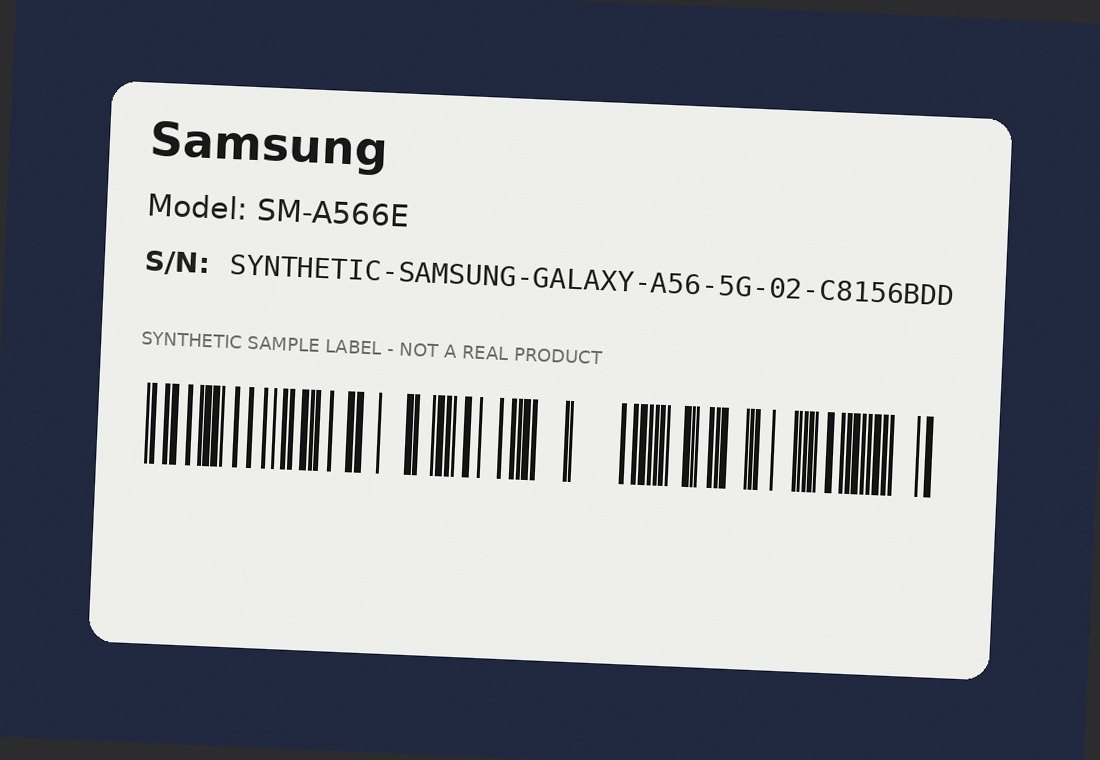 Samsung
Model: SM-A566E
S/N: SYNTHETIC-SAMSUNG-GALAXY-A56-5G-02-C8156BDD
SYNTHETIC SAMPLE LABEL - NOT A REAL PRODUCT